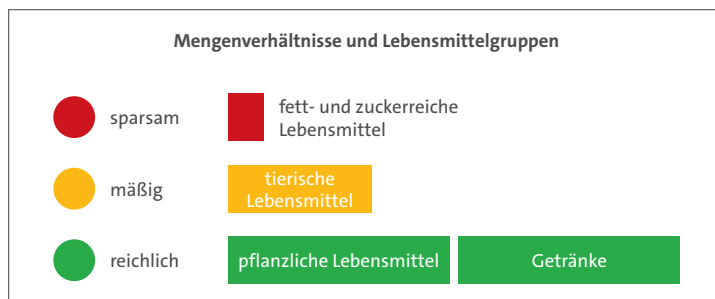 Mengenverhältnisse und Lebensmittelgruppen
sparsam
fett- und zuckerreiche
Lebensmittel
mäßig
tierische
Lebensmittel
reichlich
pflanzliche Lebensmittel
Getränke